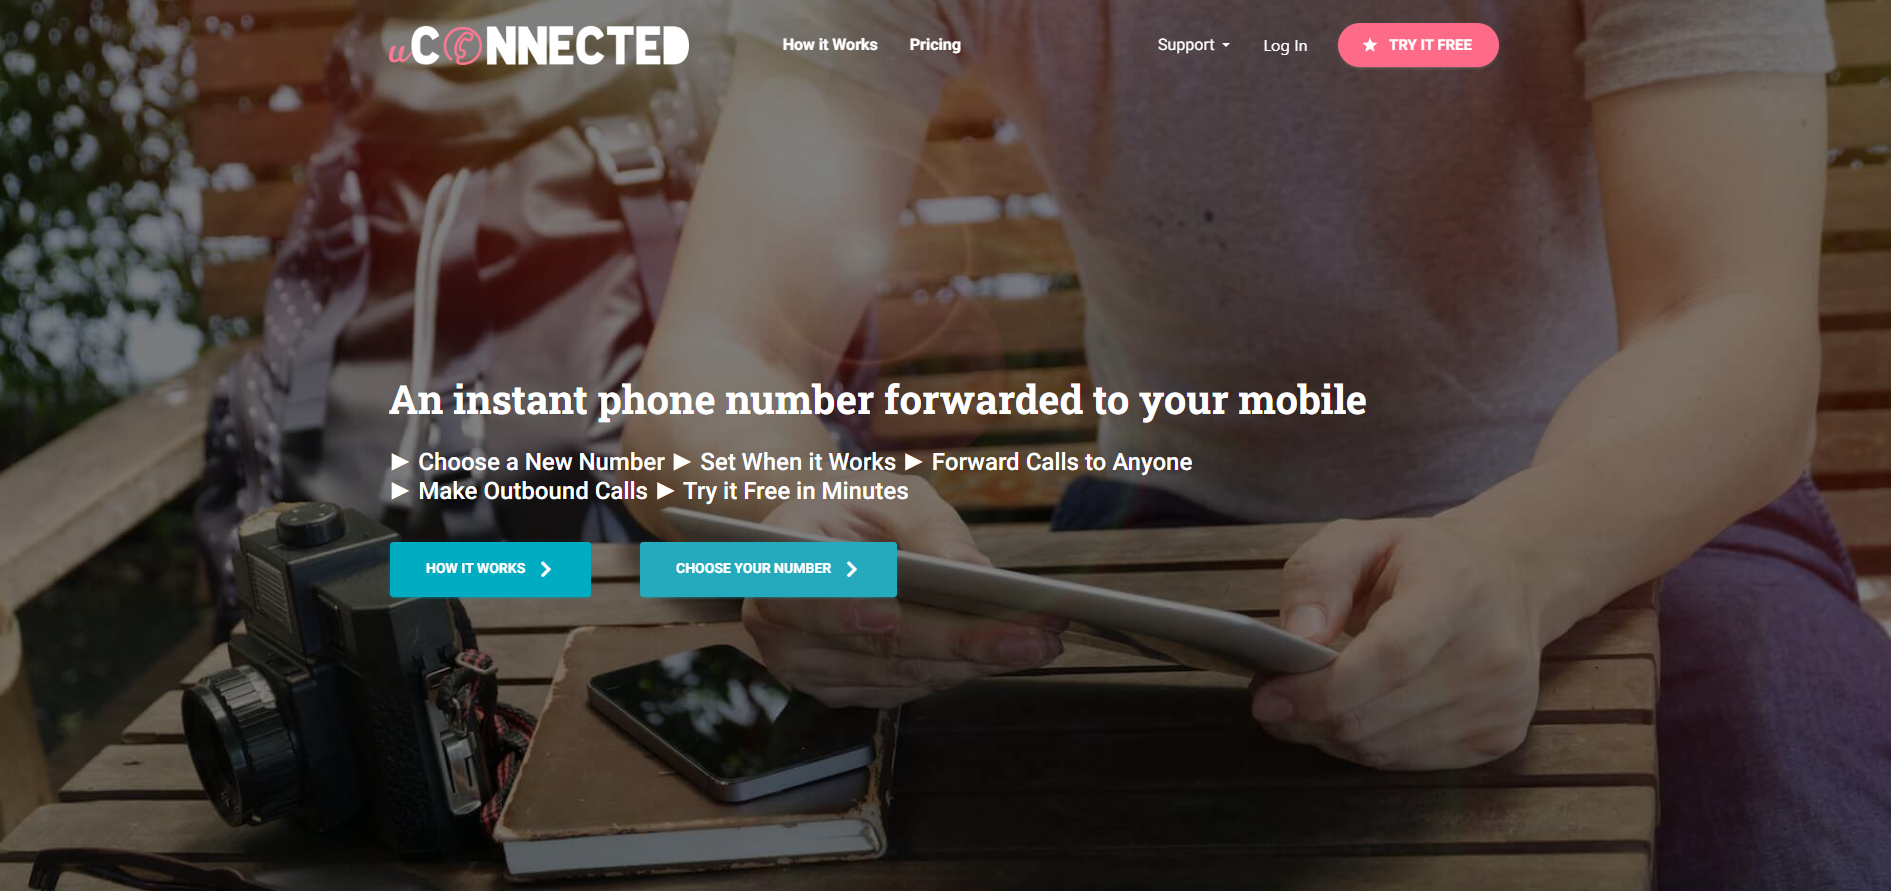 uCONNECTED
How it Works
Pricing
Support
Log In
TRY IT FREE
An instant phone number forwarded to your mobile
► Choose a New Number ► Set When it Works ► Forward Calls to Anyone
► Make Outbound Calls ► Try it Free in Minutes
HOW IT WORKS
CHOOSE YOUR NUMBER